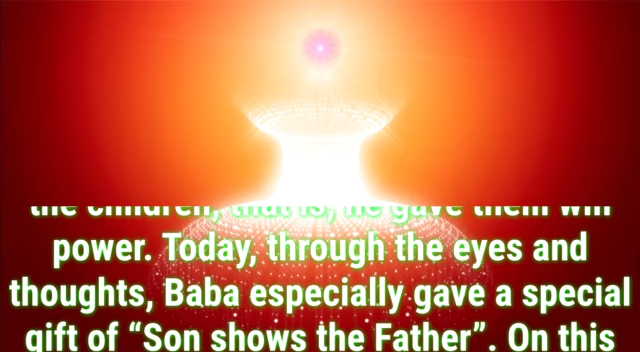 the children, that is, he gave them will
power. Today, through the eyes and
thoughts, Baba especially gave a special
gift of “Son shows the Father”. On this